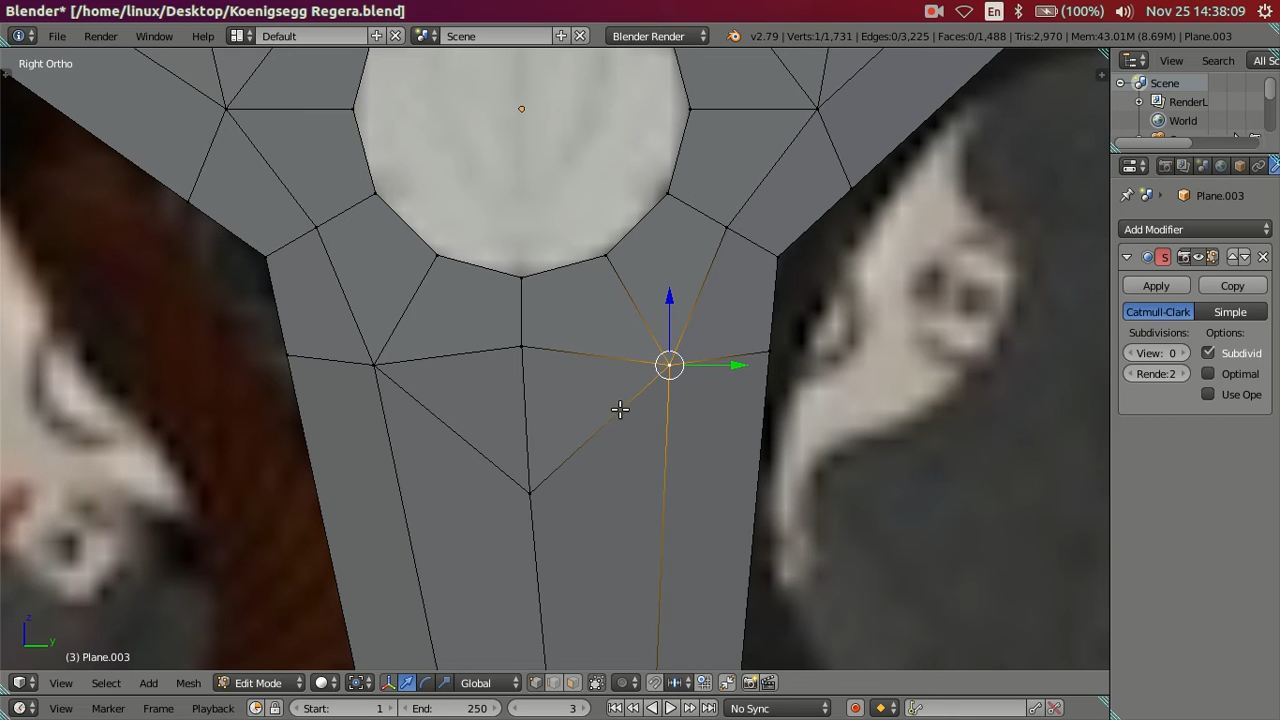 Blender* [/home/linux/Desktop/Koenigsegg Regera.blend]
En (100%) Nov 25 14:38:09
File Render Window Help Default Scene Blender Render v2.79 | Verts:1/1,731 | Edges:0/3,225 | Faces:0/1,488 | Tris:2,970 | Mem:43.01M (8.69M) | Plane.003
Right Ortho
View Search All Sc
Scene
RenderL
World
Plane.003
Add Modifier
S
Apply Copy
Catmull-Clark Simple
Subdivisions: Options:
View: 0 Subdivid
Rende:2 Optimal
Use Ope
z
y
(3) Plane.003
View Select Add Mesh Edit Mode Global
View Marker Frame Playback Start: 1 End: 250 3 No Sync